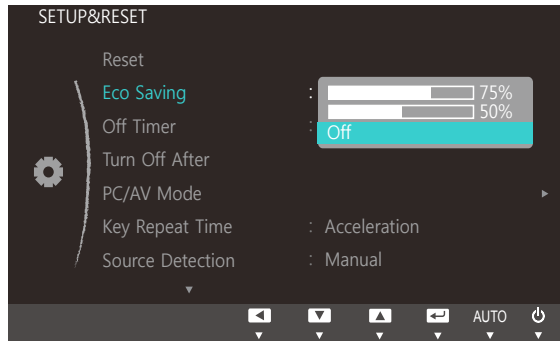 SETUP&RESET
Reset
Eco Saving : 75%
50%
Off Timer : Off
Turn Off After
PC/AV Mode
Key Repeat Time : Acceleration
Source Detection : Manual
AUTO